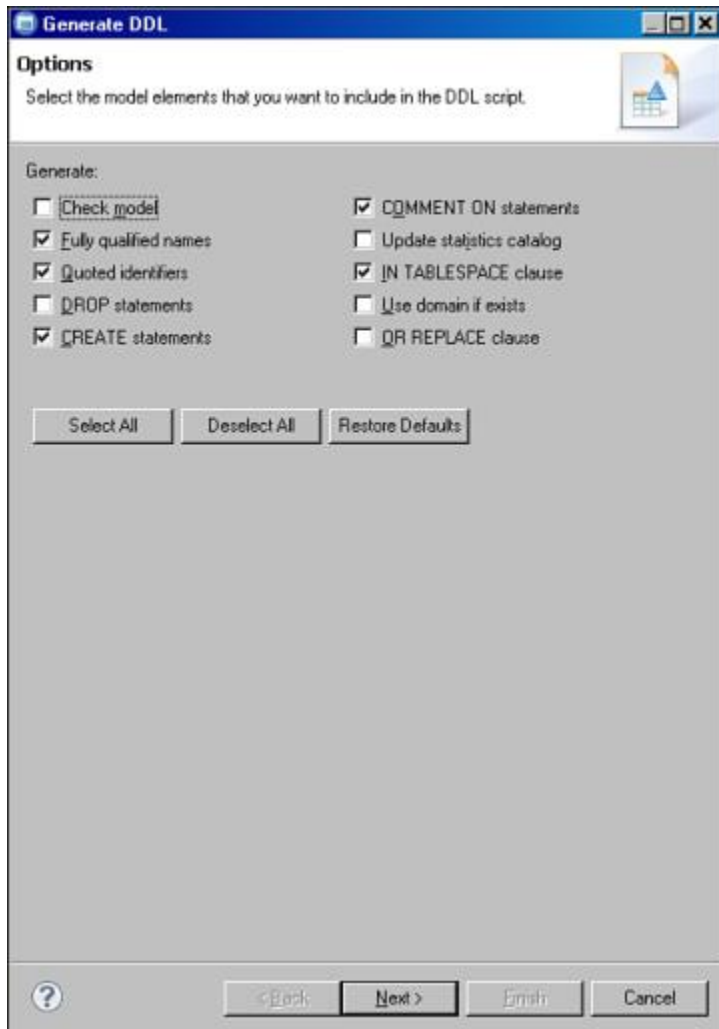 Generate DDL
Options
Select the model elements that you want to include in the DDL script.
Generate:
Check model
COMMENT ON statements
Fully qualified names
Update statistics catalog
Quoted identifiers
IN TABLESPACE clause
DROP statements
Use domain if exists
CREATE statements
OR REPLACE clause
Select All Deselect All Restore Defaults
? < Back Next > Finish Cancel